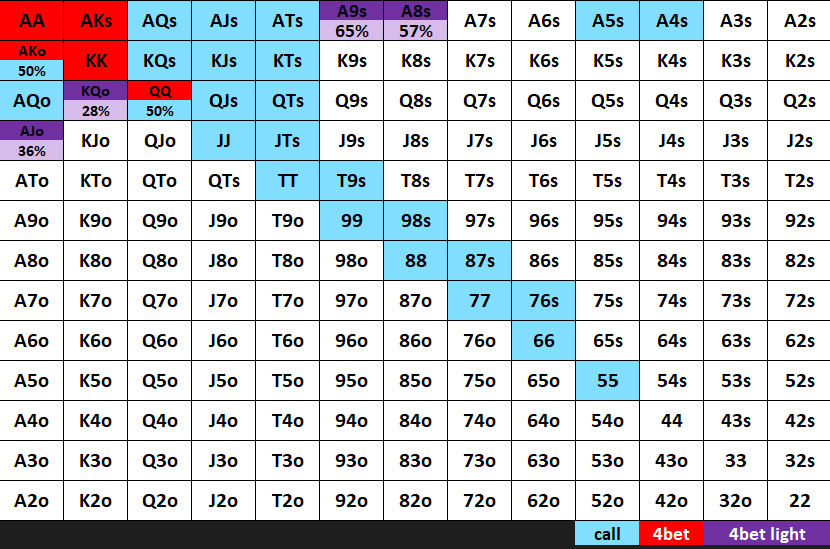 AA AKs AQs AJs ATs A9s 65% A8s 57% A7s A6s A5s A4s A3s A2s
AKo 50% KK KQs KJs KTs K9s K8s K7s K6s K5s K4s K3s K2s
AQo KQo 28% QQ 50% QJs QTs Q9s Q8s Q7s Q6s Q5s Q4s Q3s Q2s
AJo 36% KJo QJo JJ JTs J9s J8s J7s J6s J5s J4s J3s J2s
ATo KTo QTo QTs TT T9s T8s T7s T6s T5s T4s T3s T2s
A9o K9o Q9o J9o T9o 99 98s 97s 96s 95s 94s 93s 92s
A8o K8o Q8o J8o T8o 98o 88 87s 86s 85s 84s 83s 82s
A7o K7o Q7o J7o T7o 97o 87o 77 76s 75s 74s 73s 72s
A6o K6o Q6o J6o T6o 96o 86o 76o 66 65s 64s 63s 62s
A5o K5o Q5o J5o T5o 95o 85o 75o 65o 55 54s 53s 52s
A4o K4o Q4o J4o T4o 94o 84o 74o 64o 54o 44 43s 42s
A3o K3o Q3o J3o T3o 93o 83o 73o 63o 53o 43o 33 32s
A2o K2o Q2o J2o T2o 92o 82o 72o 62o 52o 42o 32o 22
call 4bet 4bet light